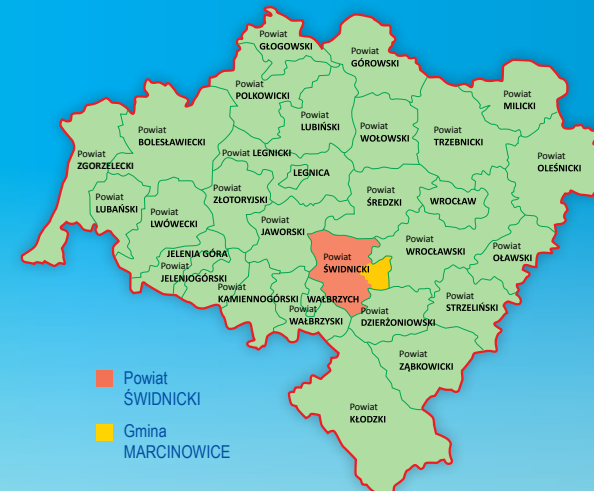 Powiat
GŁOGOWSKI
Powiat
GÓROWSKI
Powiat
POLKOWICKI
Powiat
MILICKI
Powiat
LUBIŃSKI
Powiat
BOLESŁAWIECKI
Powiat
WOŁOWSKI
Powiat
TRZEBNICKI
Powiat
ZGORZELECKI
Powiat LEGNICKI
Powiat
OLEŚNICKI
LEGNICA
Powiat
LUBAŃSKI
Powiat
ZŁOTORYJSKI
Powiat
ŚREDZKI
WROCŁAW
Powiat
LWÓWECKI
Powiat
JAWORSKI
Powiat
WROCŁAWSKI
Powiat
OŁAWSKI
JELENIA GÓRA
Powiat
JELENIOGÓRSKI
Powiat
ŚWIDNICKI
Powiat
KAMIENNOGÓRSKI
WAŁBRZYCH
Powiat
STRZELIŃSKI
Powiat
WAŁBRZYSKI
Powiat
DZIERŻONIOWSKI
Powiat
ZĄBKOWICKI
Powiat
KŁODZKI
Powiat
ŚWIDNICKI
Gmina
MARCINOWICE